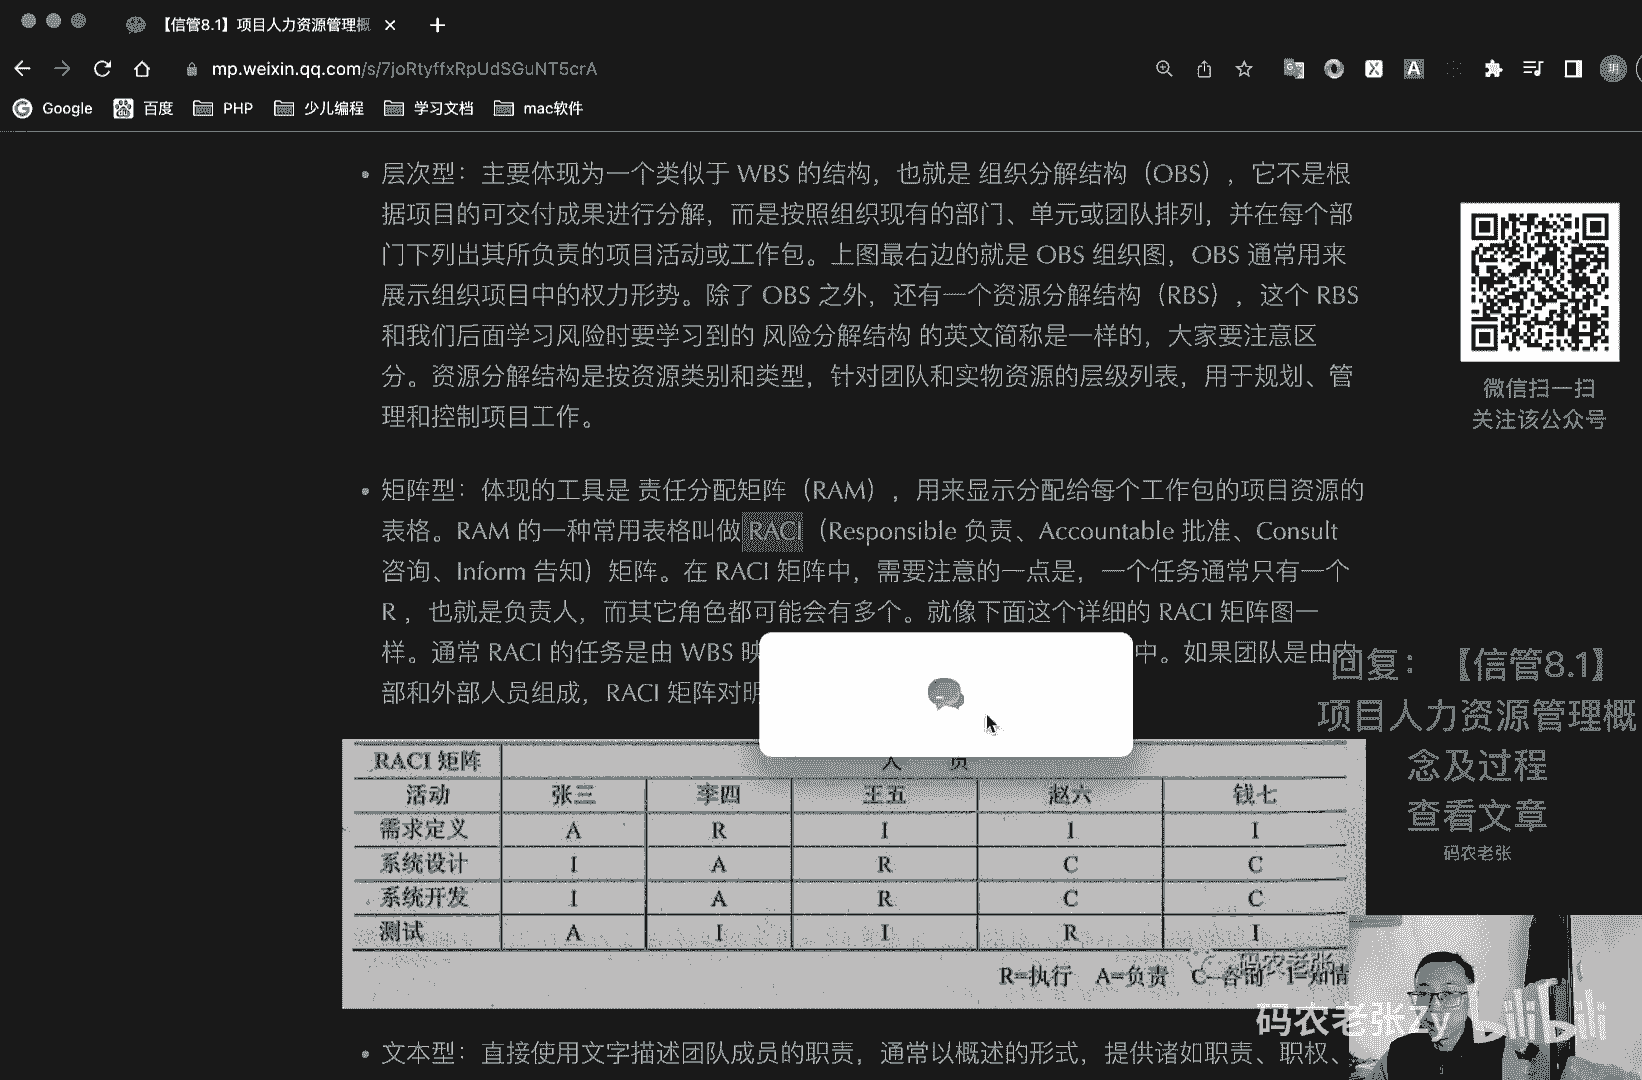 【信管8.1】项目人力资源管理概
mp.weixin.qq.com/s/7joRtyffxRpUdSGuNT5crA
Google 百度 PHP 少儿编程 学习文档 mac软件
• 层次型：主要体现为一个类似于 WBS 的结构，也就是 组织分解结构（OBS），它不是根
据项目的可交付成果进行分解，而是按照组织现有的部门、单元或团队排列，并在每个部
门下列出其所负责的项目活动或工作包。上图最右边的就是 OBS 组织图，OBS 通常用来
展示组织项目中的权力形势。除了 OBS 之外，还有一个资源分解结构（RBS），这个 RBS
和我们后面学习风险时要学习到的 风险分解结构 的英文简称是一样的，大家要注意区
分。资源分解结构是按资源类别和类型，针对团队和实物资源的层级列表，用于规划、管
理和控制项目工作。
• 矩阵型：体现的工具是 责任分配矩阵（RAM），用来显示分配给每个工作包的项目资源的
表格。RAM 的一种常用表格叫做 RACI（Responsible 负责、Accountable 批准、Consult
咨询、Inform 告知）矩阵。在 RACI 矩阵中，需要注意的一点是，一个任务通常只有一个
R ，也就是负责人，而其它角色都可能会有多个。就像下面这个详细的 RACI 矩阵图一
样。通常 RACI 的任务是由 WBS 映 中。如果团队是由内
部和外部人员组成，RACI 矩阵对明
RACI 矩阵 人 员
活动 张三 李四 王五 赵六 钱七
需求定义 A R I I I
系统设计 I A R C C
系统开发 I A R C C
测试 A I I R I
R=执行 A=负责 C=咨询 I=知情
码农老张
• 文本型：直接使用文字描述团队成员的职责，通常以概述的形式，提供诸如职责、职权、
微信扫一扫
关注该公众号
回复：【信管8.1】
项目人力资源管理概
念及过程
查看文章
码农老张
码农老张Zy bilibili